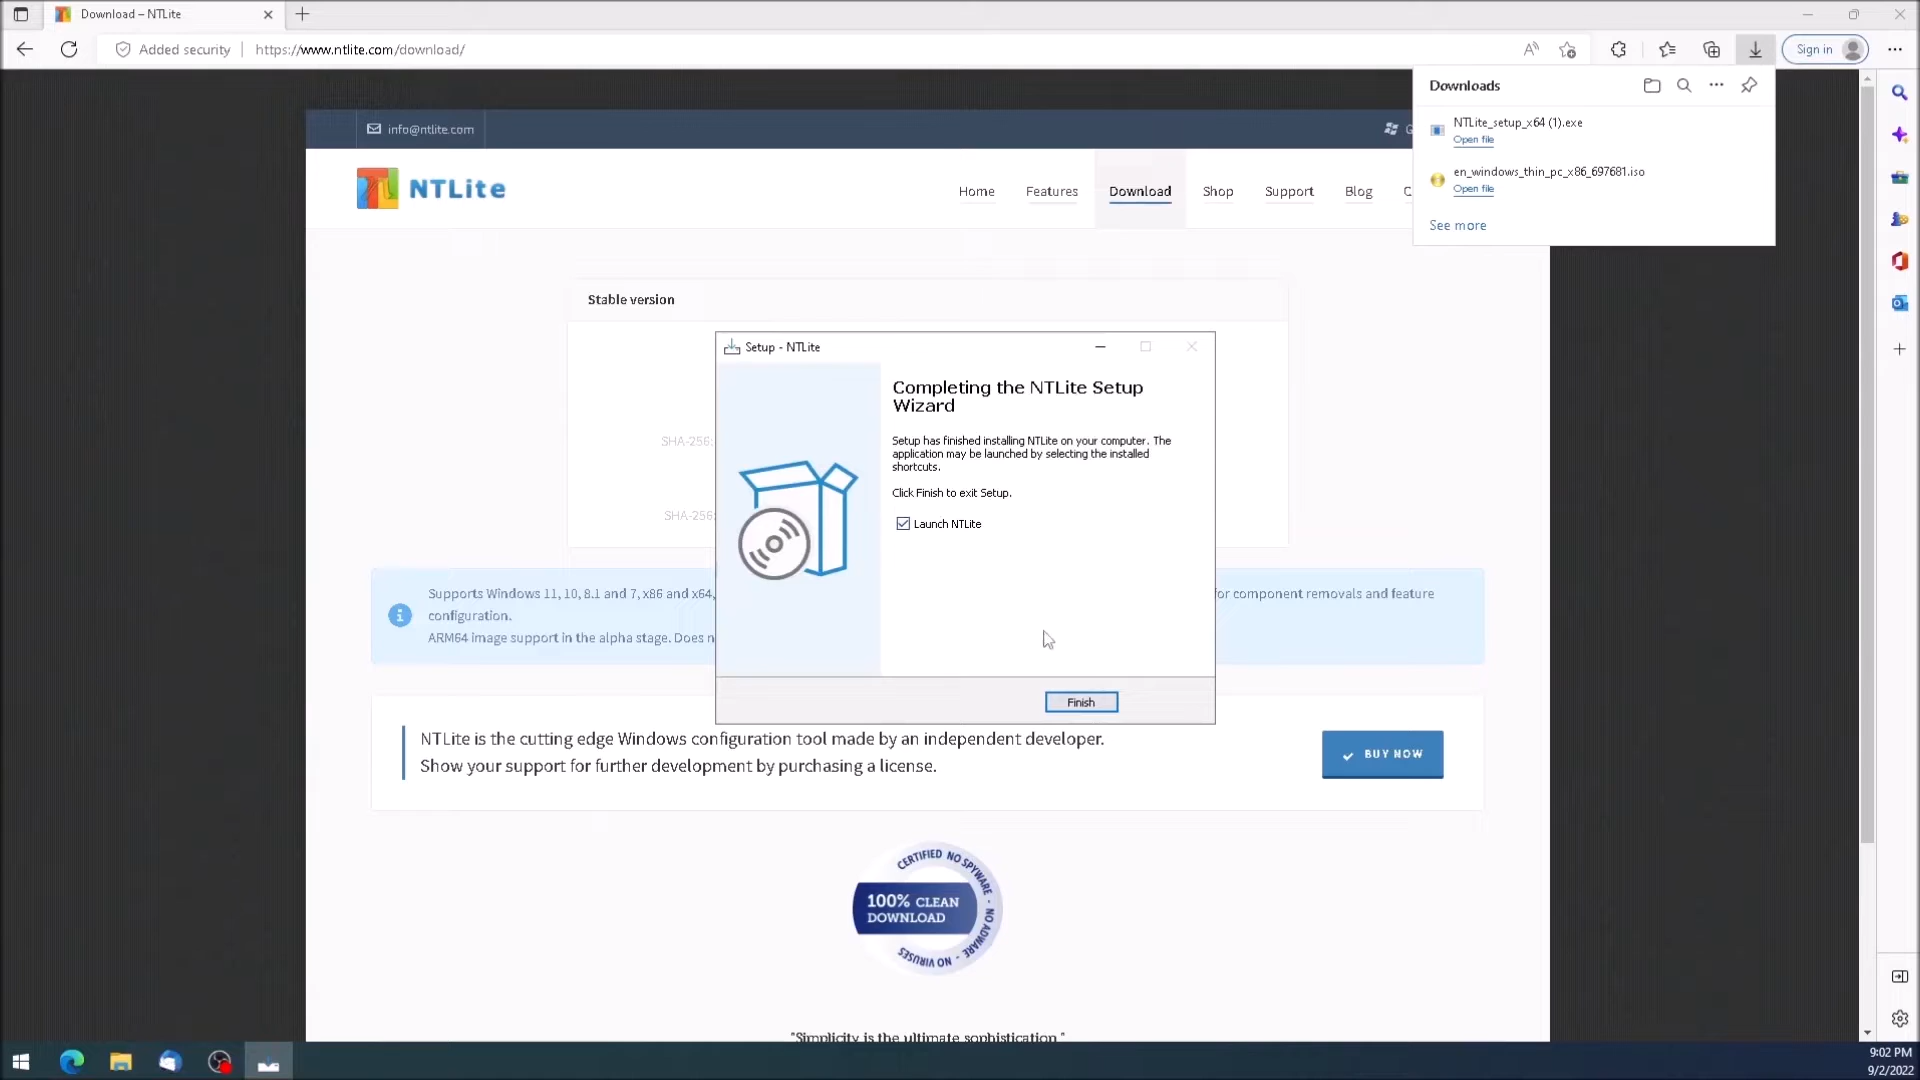 Download – NTLite
Added security
https://www.ntlite.com/download/
Sign in
Downloads
NTLite_setup_x64 (1).exe
Open file
en_windows_thin_pc_x86_697681.iso
Open file
See more
info@ntlite.com
G
NTLite
Home
Features
Download
Shop
Support
Blog
C
Stable version
SHA-256:
SHA-256:
Setup - NTLite
Completing the NTLite Setup
Wizard
Setup has finished installing NTLite on your computer. The
application may be launched by selecting the installed
shortcuts.
Click Finish to exit Setup.
Launch NTLite
Finish
Supports Windows 11, 10, 8.1 and 7, x86 and x64,
for component removals and feature
configuration.
ARM64 image support in the alpha stage. Does n
NTLite is the cutting edge Windows configuration tool made by an independent developer.
Show your support for further development by purchasing a license.
BUY NOW
CERTIFIED NO SPYWARE - NO ADWARE - NO VIRUSES
100% CLEAN
DOWNLOAD
"Simplicity is the ultimate sophistication."
9:02 PM
9/2/2022